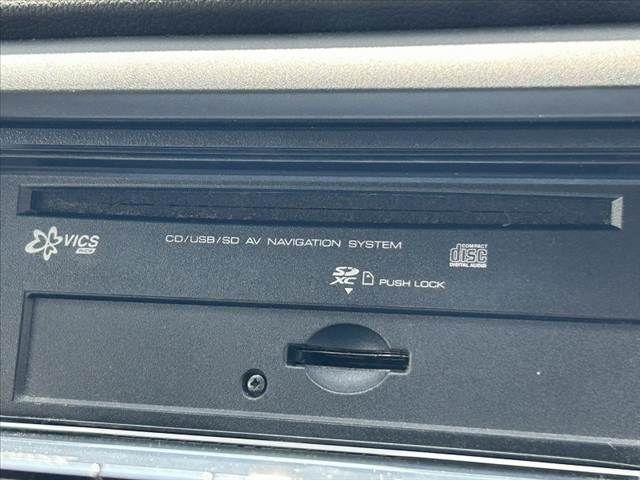 VICS
CD/USB/SD AV NAVIGATION SYSTEM
COMPACT
disc
DIGITAL AUDIO
SD
XC
PUSH LOCK